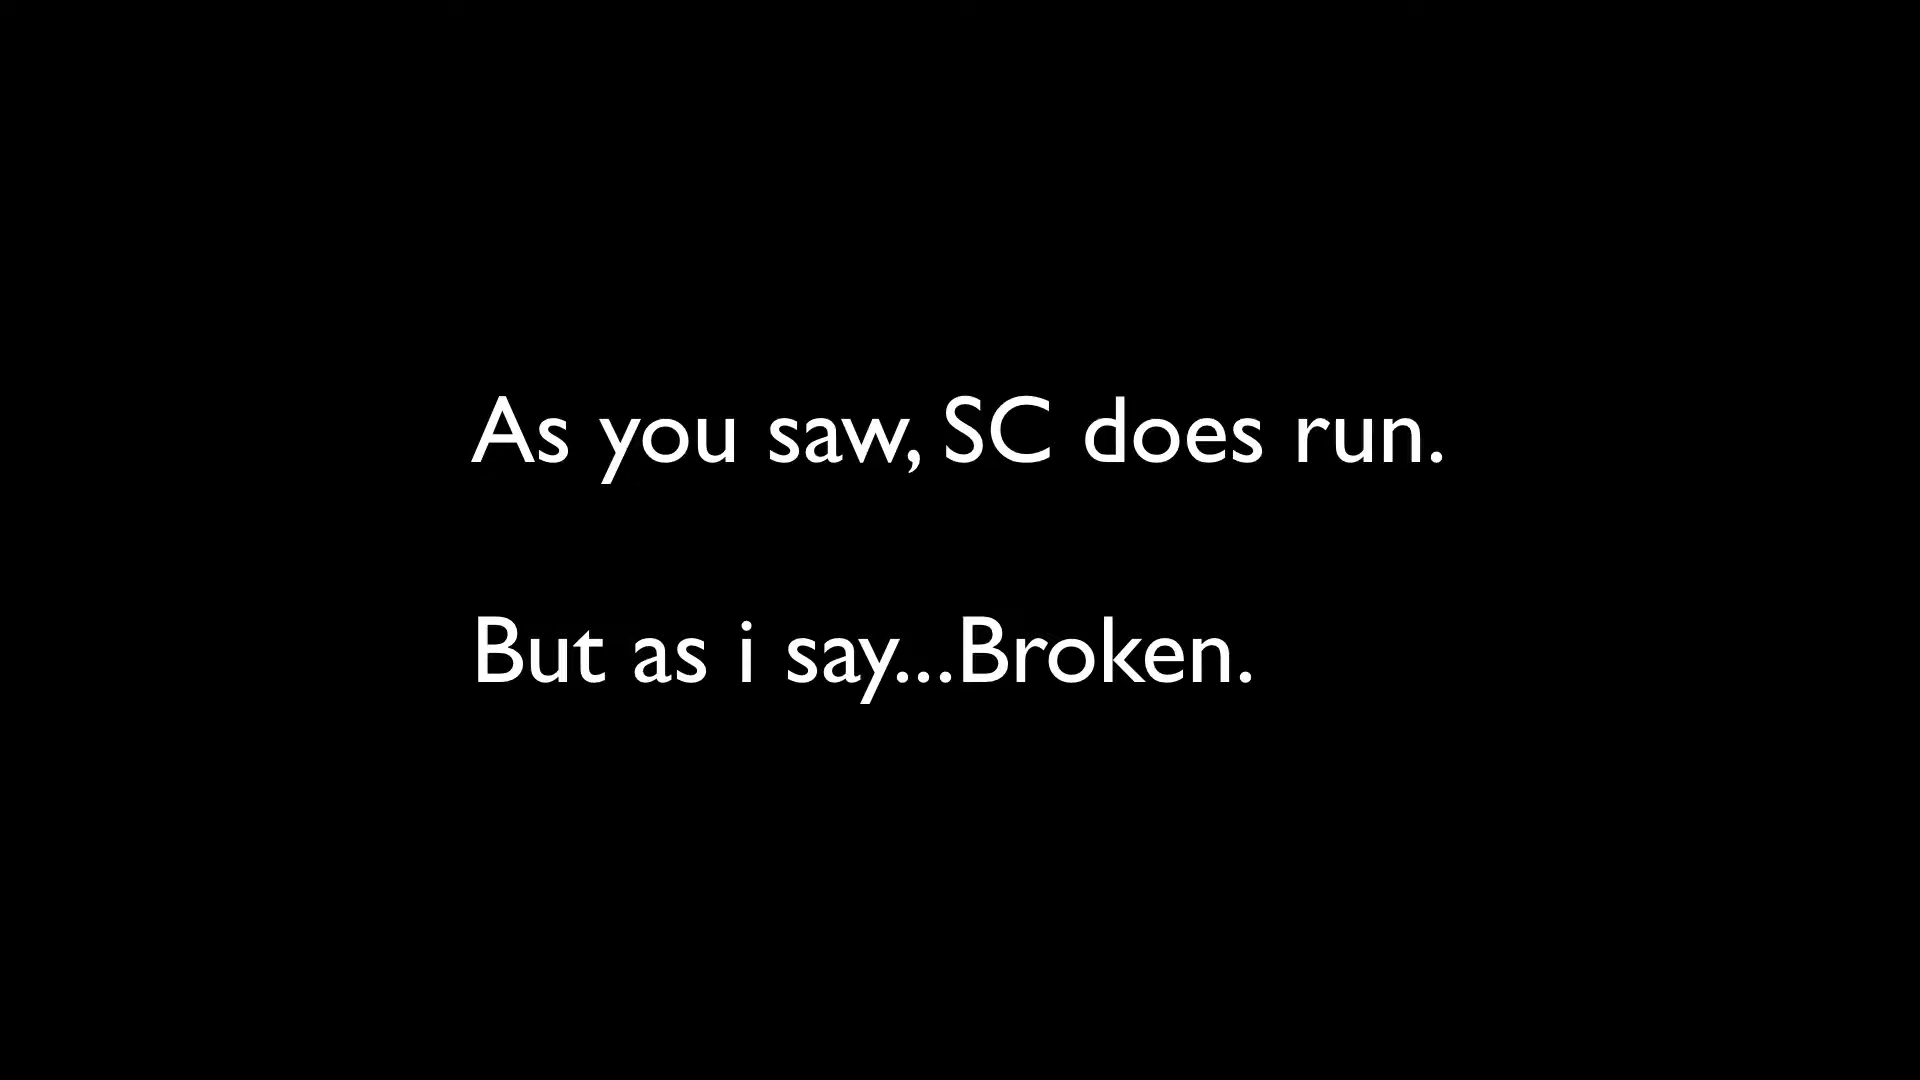 As you saw, SC does run.
But as i say...Broken.